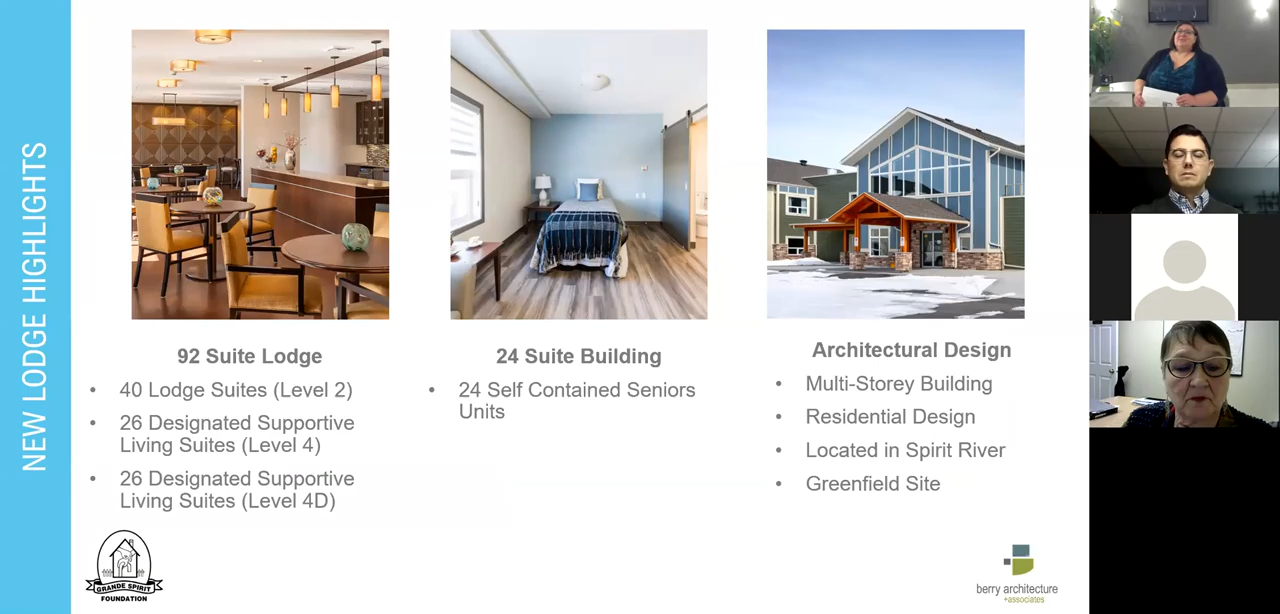 NEW LODGE HIGHLIGHTS
92 Suite Lodge
• 40 Lodge Suites (Level 2)
• 26 Designated Supportive
Living Suites (Level 4)
• 26 Designated Supportive
Living Suites (Level 4D)
24 Suite Building
• 24 Self Contained Seniors
Units
Architectural Design
• Multi-Storey Building
• Residential Design
• Located in Spirit River
• Greenfield Site
GRANDE SPIRIT
FOUNDATION
berry architecture
+associates